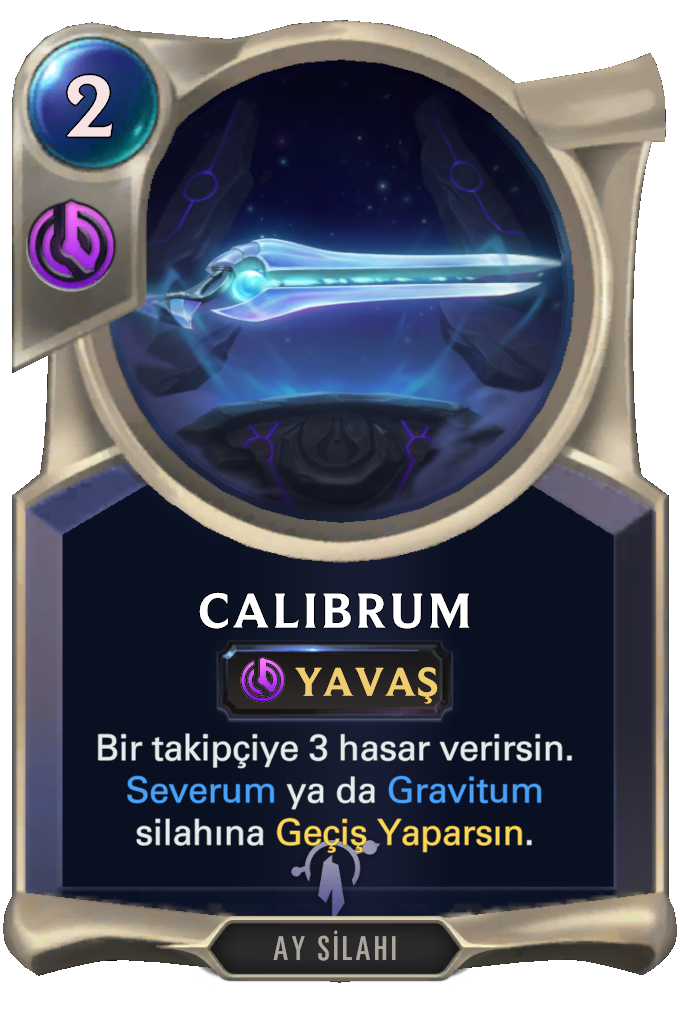 2
CALIBRUM
YAVAŞ
Bir takipçiye 3 hasar verirsin.
Severum ya da Gravitum
silahına Geçiş Yaparsın.
AY SİLAHI